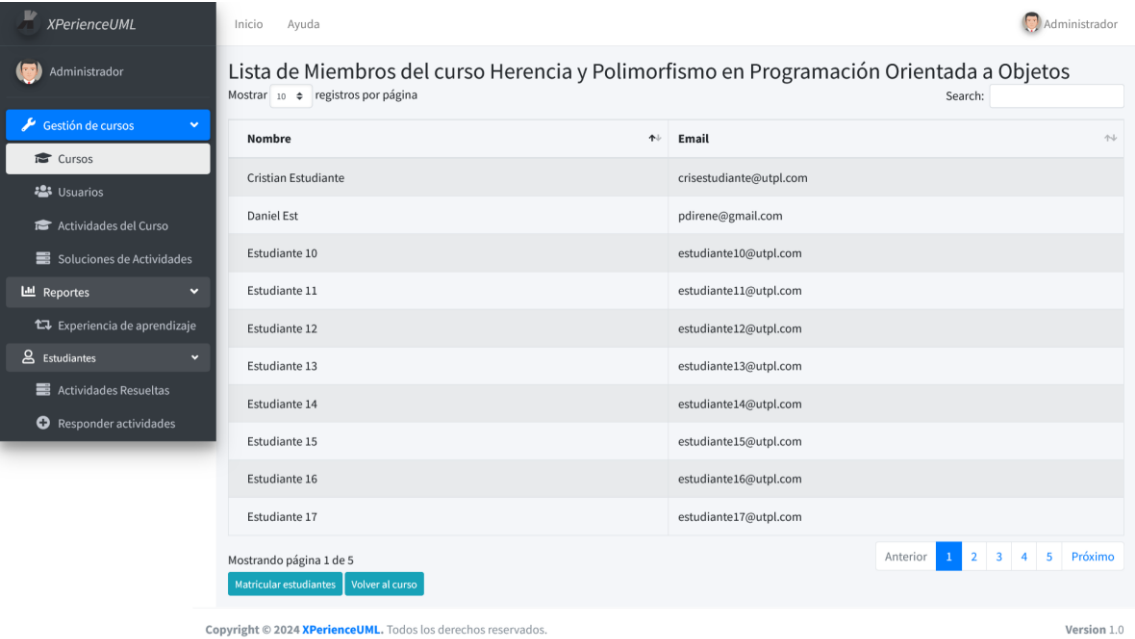 XPerienceUML
Administrador
Gestión de cursos
Cursos
Usuarios
Actividades del Curso
Soluciones de Actividades
Reportes
Experiencia de aprendizaje
Estudiantes
Actividades Resueltas
Responder actividades
Inicio Ayuda Administrador
Lista de Miembros del curso Herencia y Polimorfismo en Programación Orientada a Objetos
Mostrar 10 registros por página Search:
Nombre Email
Cristian Estudiante crisestudiante@utpl.com
Daniel Est pdirene@gmail.com
Estudiante 10 estudiante10@utpl.com
Estudiante 11 estudiante11@utpl.com
Estudiante 12 estudiante12@utpl.com
Estudiante 13 estudiante13@utpl.com
Estudiante 14 estudiante14@utpl.com
Estudiante 15 estudiante15@utpl.com
Estudiante 16 estudiante16@utpl.com
Estudiante 17 estudiante17@utpl.com
Mostrando página 1 de 5 Anterior 1 2 3 4 5 Próximo
Matricular estudiantes Volver al curso
Copyright © 2024 XPerienceUML. Todos los derechos reservados. Version 1.0